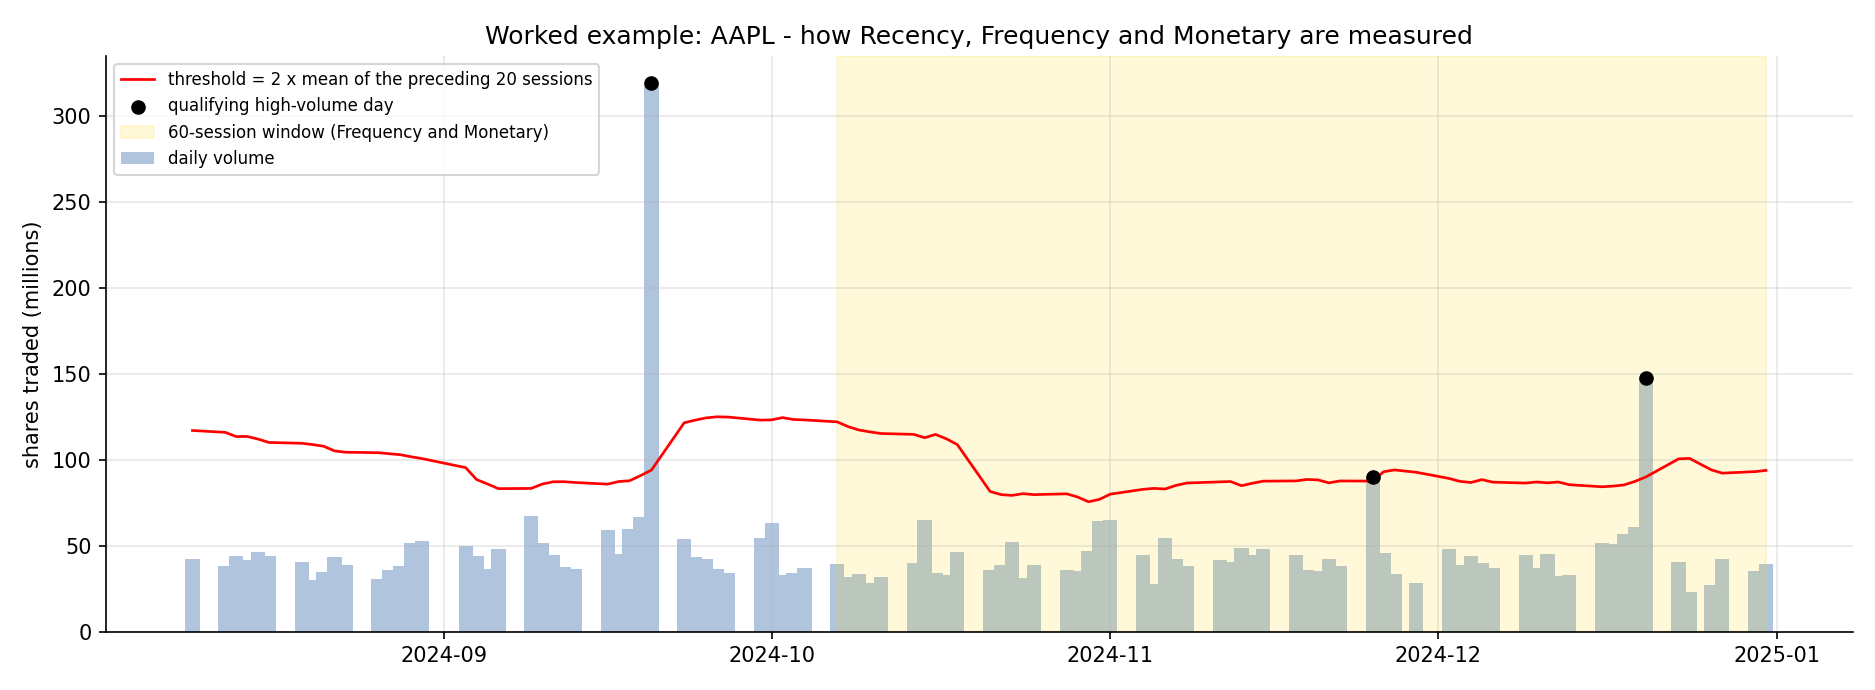 Worked example: AAPL - how Recency, Frequency and Monetary are measured
threshold = 2 x mean of the preceding 20 sessions
qualifying high-volume day
60-session window (Frequency and Monetary)
daily volume
shares traded (millions)
300
250
200
150
100
50
0
2024-09
2024-10
2024-11
2024-12
2025-01